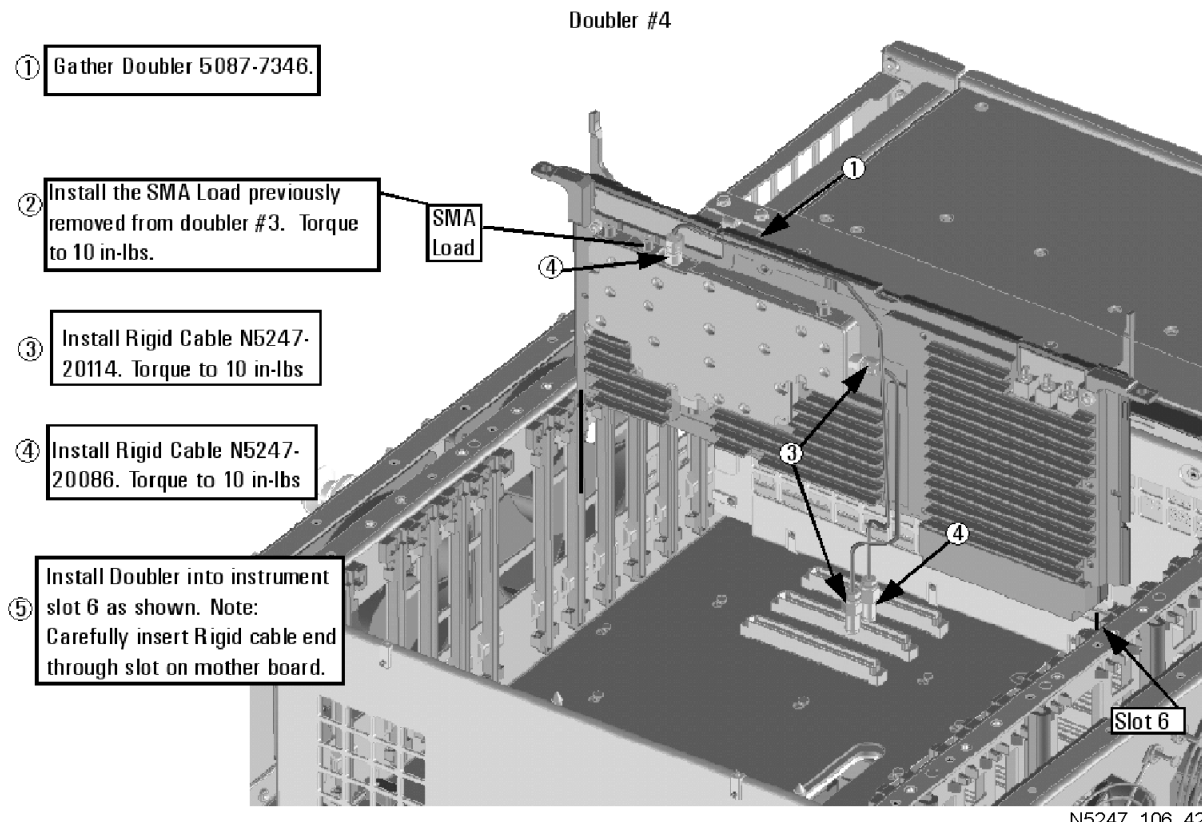 Doubler #4
① Gather Doubler 5087-7346.
② Install the SMA Load previously
removed from doubler #3. Torque
to 10 in-lbs.
SMA
Load
③ Install Rigid Cable N5247-
20114. Torque to 10 in-lbs
④ Install Rigid Cable N5247-
20086. Torque to 10 in-lbs
⑤ Install Doubler into instrument
slot 6 as shown. Note:
Carefully insert Rigid cable end
through slot on mother board.
①
④
③
④
Slot 6
N5247_106_42